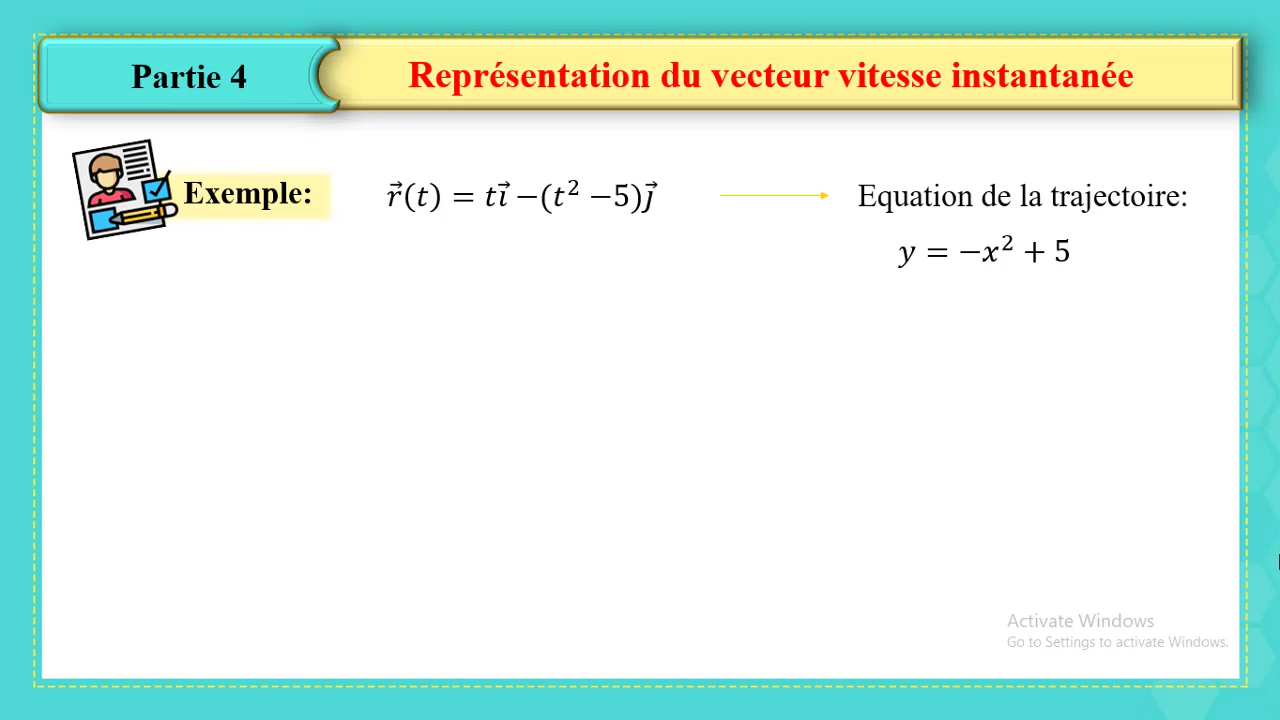 Partie 4
Représentation du vecteur vitesse instantanée
Exemple:
r⃗(t) = tı⃗ −(t² −5)ȷ⃗
Equation de la trajectoire:
y = −x² + 5
Activate Windows
Go to Settings to activate Windows.